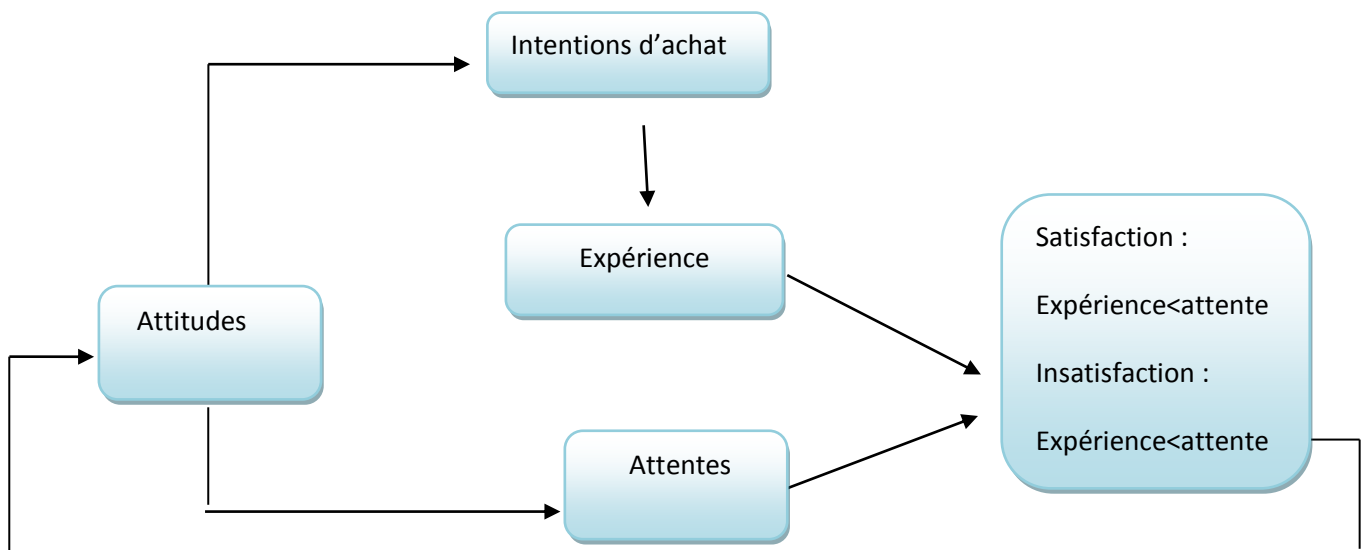 Intentions d’achat
Expérience
Attitudes
Attentes
Satisfaction :
Expérience<attente
Insatisfaction :
Expérience<attente